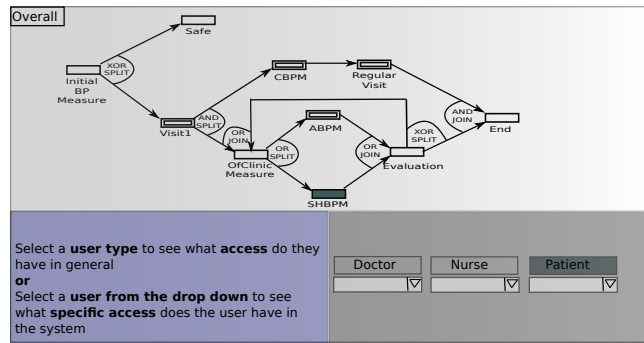 Overall
Safe
XOR
SPLIT
Initial
BP
Measure
CBPM
Regular
Visit
Visit1
AND
SPLIT
OR
JOIN
ABPM
XOR
SPLIT
AND
JOIN
End
OfClinic
Measure
OR
SPLIT
OR
JOIN
Evaluation
SHBPM
Select a user type to see what access do they
have in general
or
Select a user from the drop down to see
what specific access does the user have in
the system
Doctor
Nurse
Patient